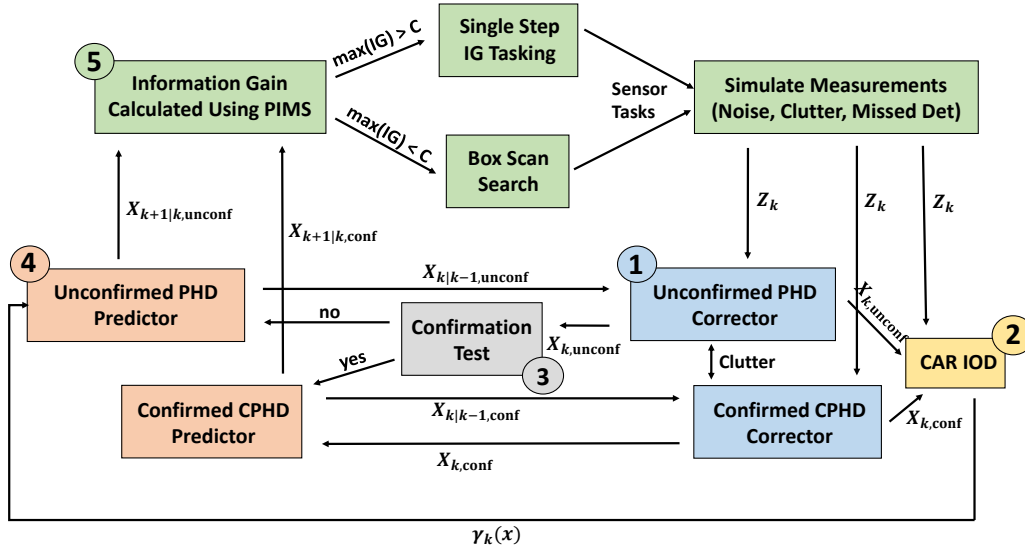 5
Information Gain
Calculated Using PIMS
max(IG) > C
max(IG) < C
Single Step
IG Tasking
Box Scan
Search
Sensor
Tasks
Simulate Measurements
(Noise, Clutter, Missed Det)
X_{k+1|k,unconf}
X_{k+1|k,conf}
Z_k
Z_k
Z_k
4
Unconfirmed PHD
Predictor
X_{k|k−1,unconf}
1
Unconfirmed PHD
Corrector
no
Confirmation
Test
3
X_{k,unconf}
X_{k,unconf}
yes
Clutter
2
CAR IOD
Confirmed CPHD
Predictor
X_{k|k−1,conf}
Confirmed CPHD
Corrector
X_{k,conf}
X_{k,conf}
γ_k(x)